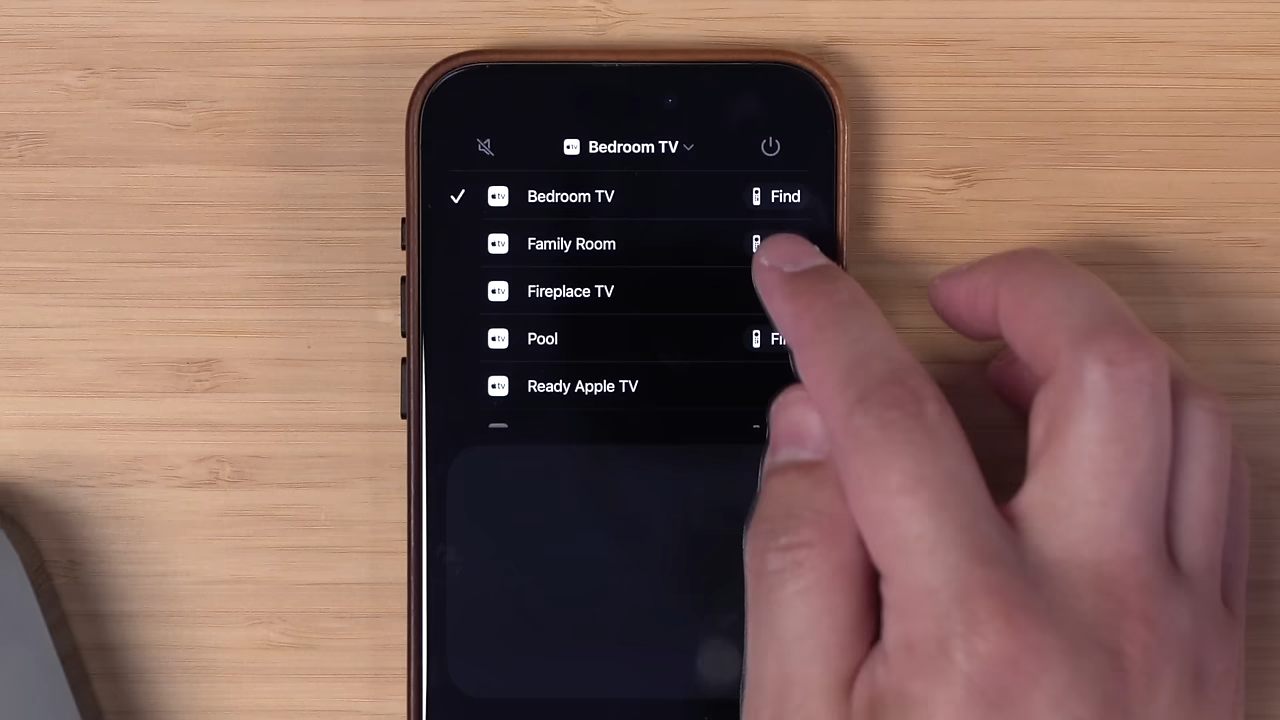 Bedroom TV
Bedroom TV Find
Family Room
Fireplace TV
Pool
Ready Apple TV